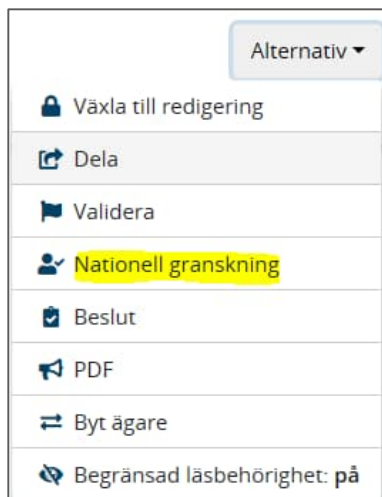 Alternativ
Växla till redigering
Dela
Validera
Nationell granskning
Beslut
PDF
Byt ägare
Begränsad läsbehörighet: på